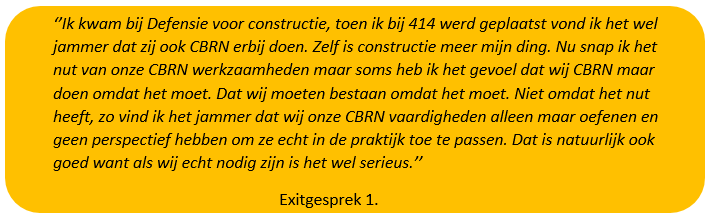 ‘’Ik kwam bij Defensie voor constructie, toen ik bij 414 werd geplaatst vond ik het wel
jammer dat zij ook CBRN erbij doen. Zelf is constructie meer mijn ding. Nu snap ik het
nut van onze CBRN werkzaamheden maar soms heb ik het gevoel dat wij CBRN maar
doen omdat het moet. Dat wij moeten bestaan omdat het moet. Niet omdat het nut
heeft, zo vind ik het jammer dat wij onze CBRN vaardigheden alleen maar oefenen en
geen perspectief hebben om ze echt in de praktijk toe te passen. Dat is natuurlijk ook
goed want als wij echt nodig zijn is het wel serieus.’’
Exitgesprek 1.